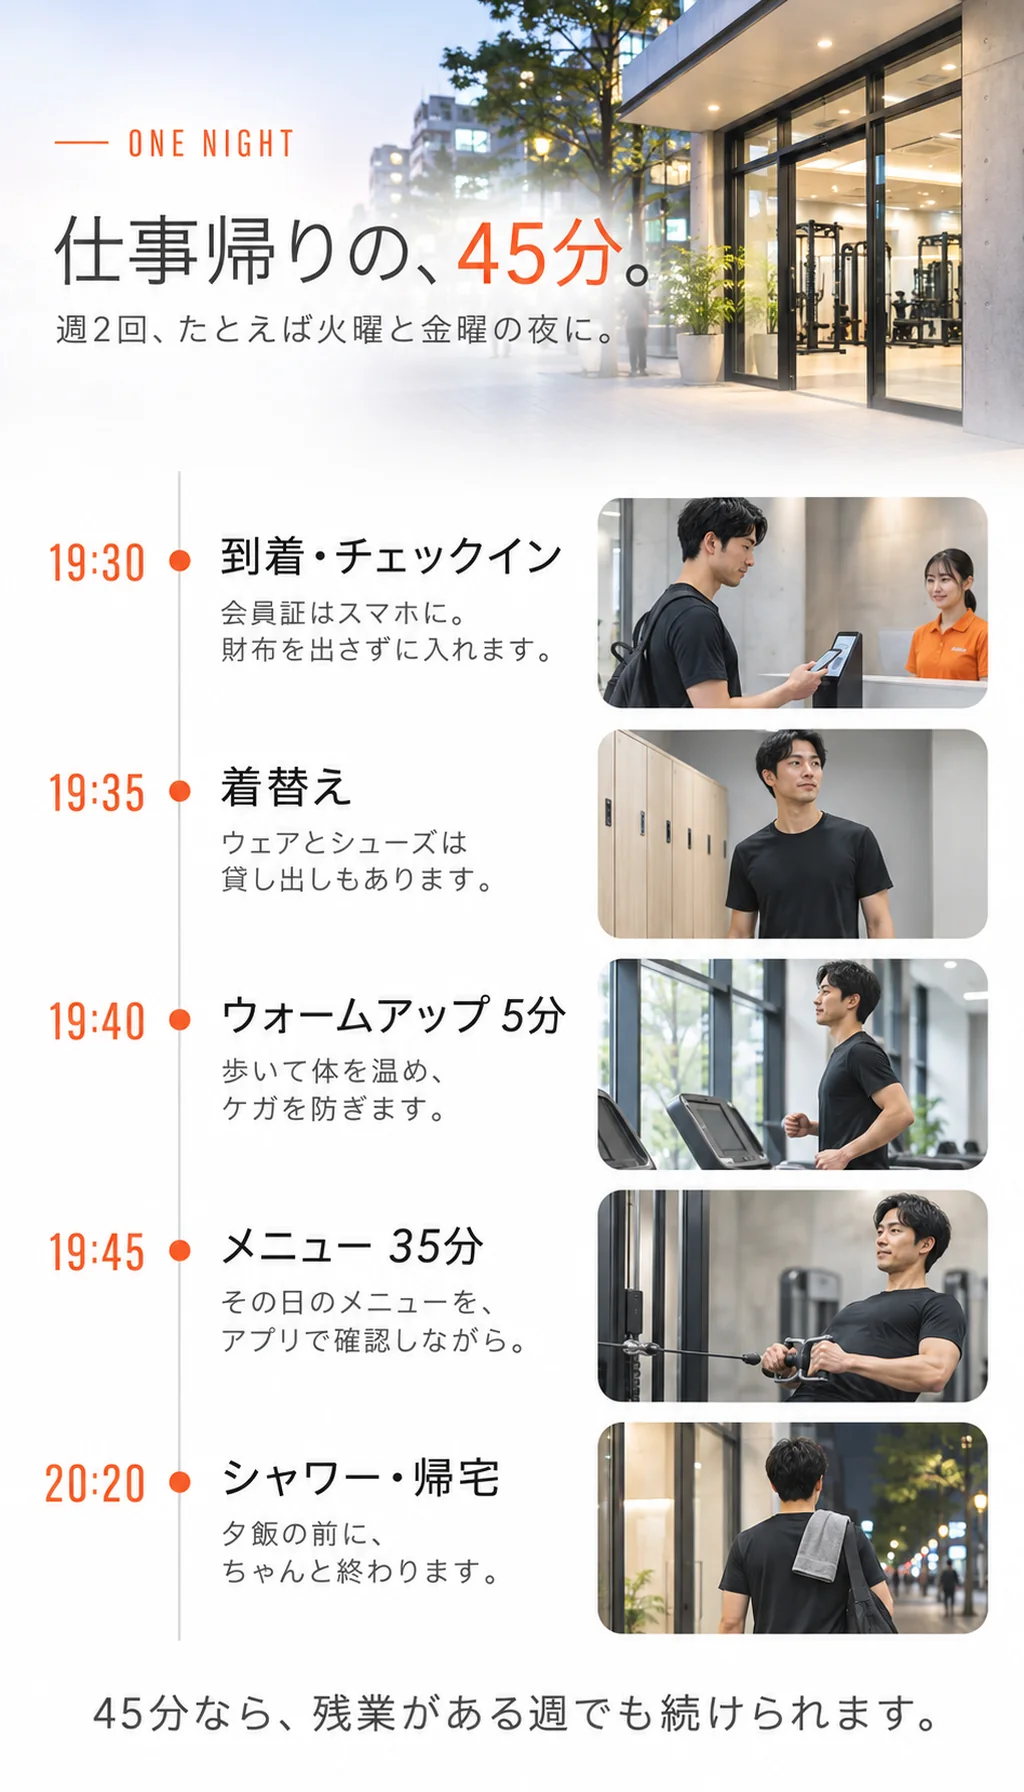 ONE NIGHT
仕事帰りの、45分。
週2回、たとえば火曜と金曜の夜に。
19:30
到着・チェックイン
会員証はスマホに。
財布を出さずに入れます。
19:35
着替え
ウェアとシューズは
貸し出しもあります。
19:40
ウォームアップ 5分
歩いて体を温め、
ケガを防ぎます。
19:45
メニュー 35分
その日のメニューを、
アプリで確認しながら。
20:20
シャワー・帰宅
夕飯の前に、
ちゃんと終わります。
45分なら、残業がある週でも続けられます。